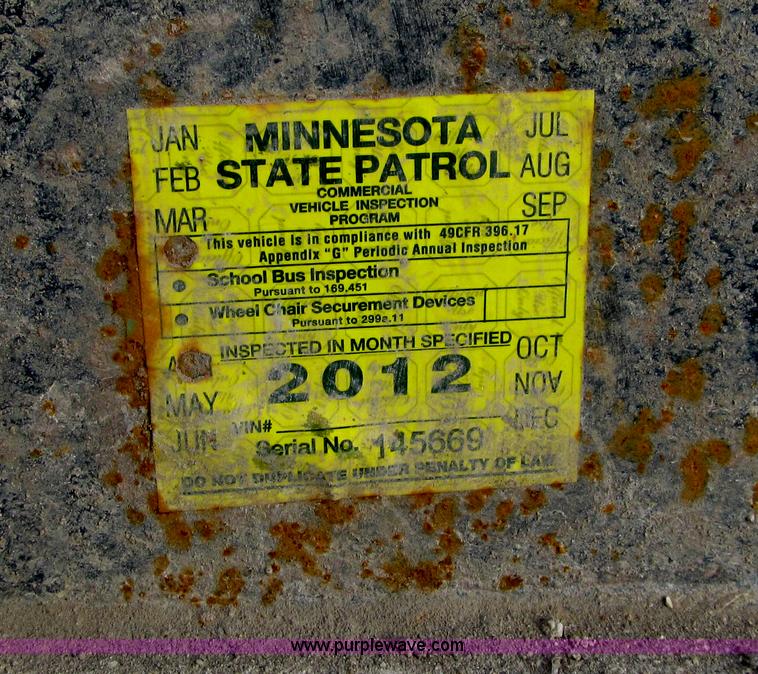 JAN
FEB
MAR
MINNESOTA
STATE PATROL
COMMERCIAL
VEHICLE INSPECTION
PROGRAM
JUL
AUG
SEP
This vehicle is in compliance with 49CFR 396.17
Appendix "G" Periodic Annual Inspection
School Bus Inspection
Pursuant to 169.451
Wheel Chair Securement Devices
Pursuant to 299a.11
INSPECTED IN MONTH SPECIFIED
2012
MAY
JUN
OCT
NOV
DEC
VIN#
Serial No. 145669
DO NOT DUPLICATE UNDER PENALTY OF LAW
www.purplewave.com